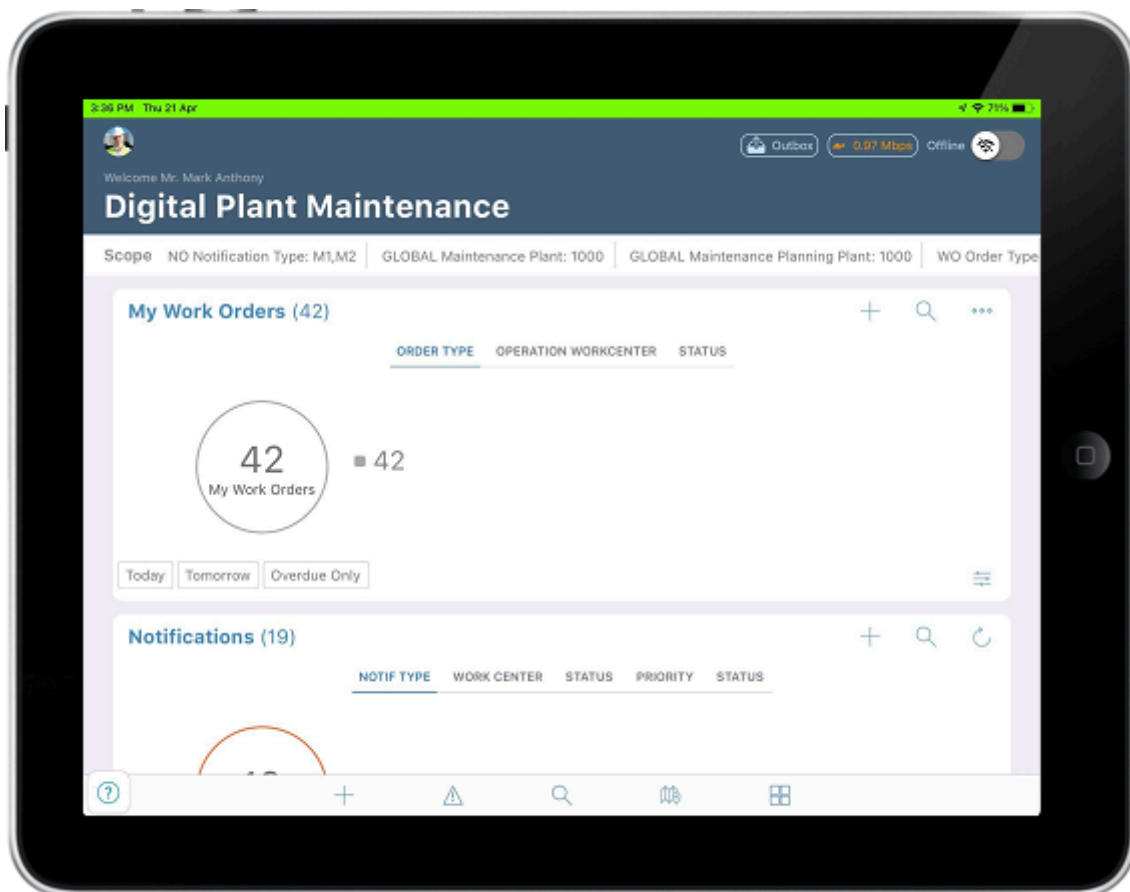 3:36 PM Thu 21 Apr 71%
Outbox 0.97 Mbps Offline
Welcome Mr. Mark Anthony
Digital Plant Maintenance
Scope NO Notification Type: M1,M2 GLOBAL Maintenance Plant: 1000 GLOBAL Maintenance Planning Plant: 1000 WO Order Type
My Work Orders (42)
ORDER TYPE OPERATION WORKCENTER STATUS
42
My Work Orders
42
Today Tomorrow Overdue Only
Notifications (19)
NOTIF TYPE WORK CENTER STATUS PRIORITY STATUS